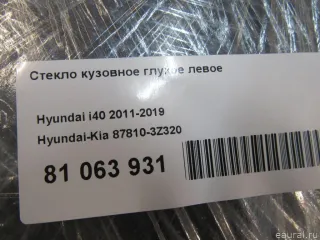 Стекло кузовное глухое левое
Hyundai i40 2011-2019
Hyundai-Kia 87810-3Z320
81 063 931
© eaural.ru